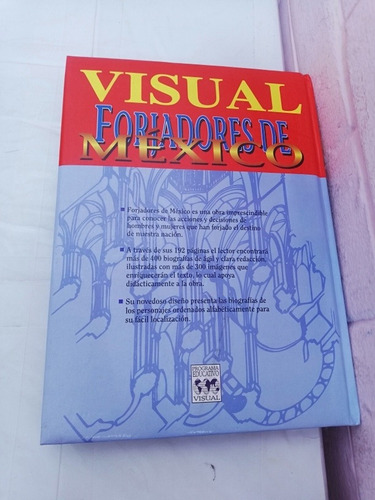 VISUAL
FORJADORES DE
MÉXICO
Forjadores de México es una obra imprescindible
para conocer las acciones y decisiones de
hombres y mujeres que han forjado el destino
de nuestra nación.
A través de sus 192 páginas el lector encontrará
más de 400 biografías de ágil y clara redacción,
ilustradas con más de 300 imágenes que
enriquecerán el texto, lo cual apoya
didácticamente a la obra.
Su novedoso diseño presenta las biografías de
los personajes ordenados alfabéticamente para
su fácil localización.
PROGRAMA
EDUCATIVO
VISUAL